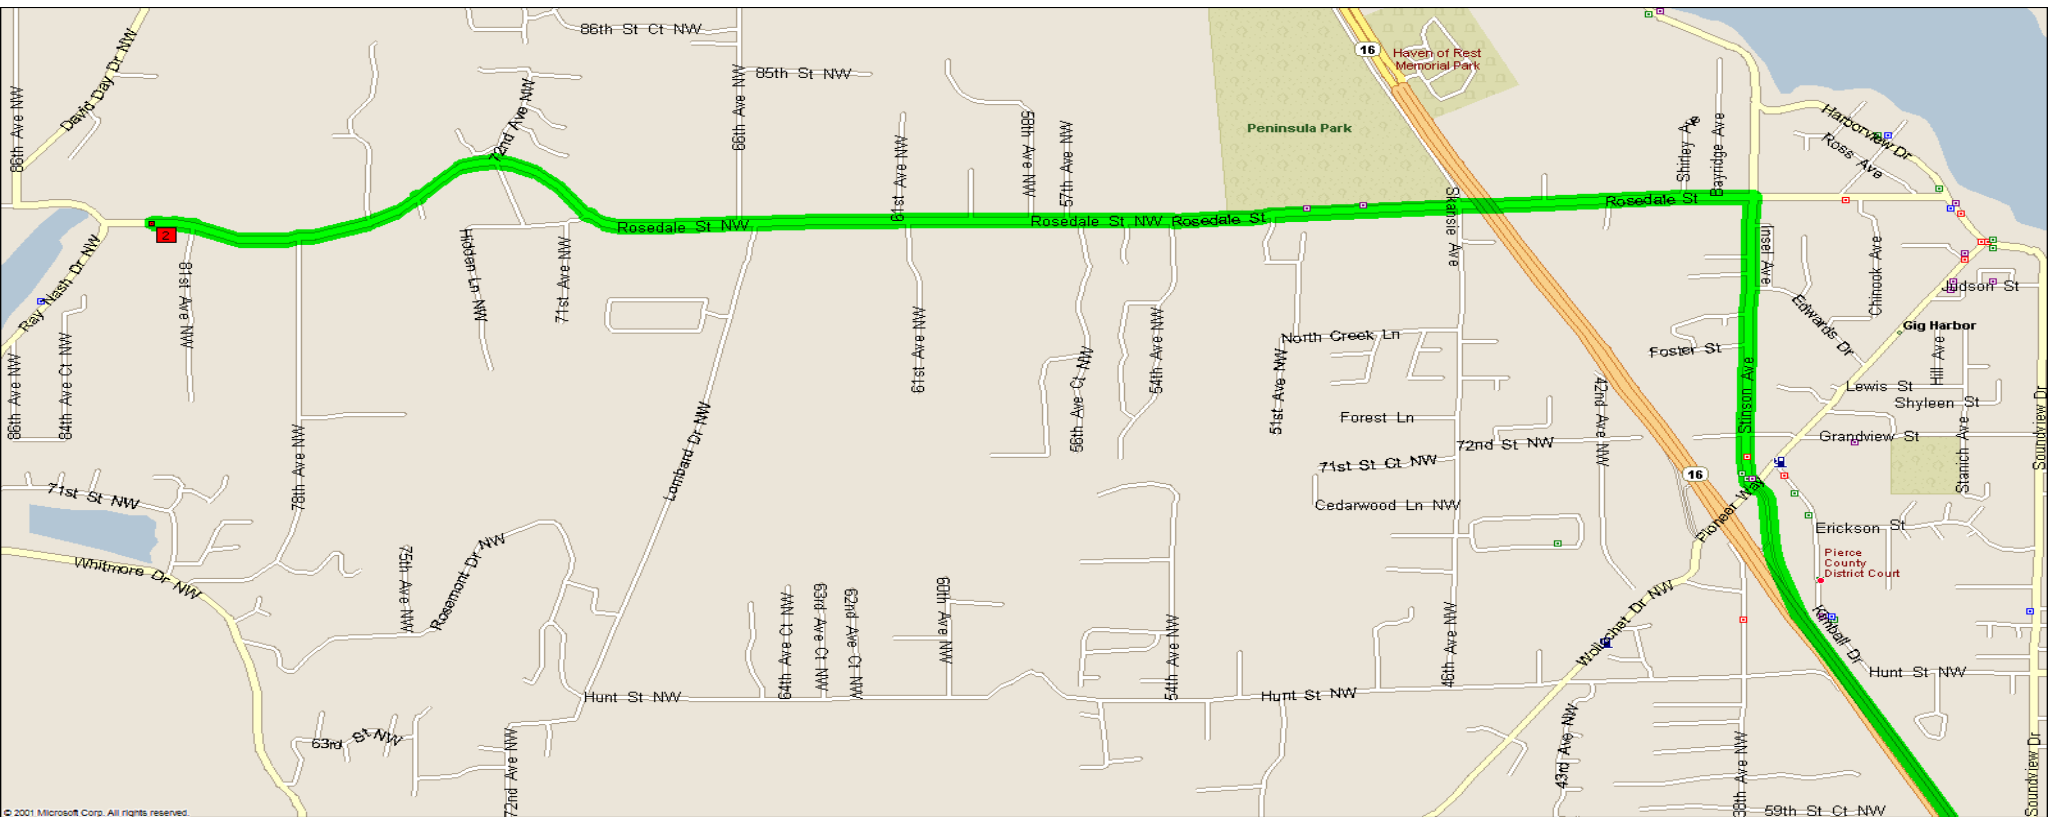 86th St Ct NW
85th St NW
David Day Dr NW
86th Ave NW
72nd Ave NW
66th Ave NW
61st Ave NW
58th Ave NW
57th Ave NW
16
Haven of Rest
Memorial Park
Peninsula Park
Shirley Ave
Bayridge Ave
Harborview Dr
Ross Ave
2
Rosedale St NW
Rosedale St NW
Rosedale St
Rosedale St
Skansie Ave
Insel Ave
Chinook Ave
Judson St
Ray Nash Dr NW
81st Ave NW
Hidden Ln NW
71st Ave NW
Edwards Dr
Gig Harbor
North Creek Ln
Foster St
Hill Ave
86th Ave NW
84th Ave Ct NW
61st Ave NW
56th Ave Ct NW
54th Ave NW
51st Ave NW
42nd Ave NW
Stinson Ave
Lewis St
Shyleen St
Soundview Dr
Forest Ln
72nd St NW
Grandview St
Stanich Ave
78th Ave NW
Lombard Dr NW
71st St Ct NW
16
71st St NW
Cedarwood Ln NW
Pioneer Way
Erickson St
Whitmore Dr NW
75th Ave NW
Rosemont Dr NW
Pierce
County
District Court
64th Ave Ct NW
63rd Ave Ct NW
62nd Ave Ct NW
60th Ave NW
54th Ave NW
46th Ave NW
Wollochet Dr NW
Kimball Dr
Hunt St NW
Hunt St NW
Hunt St NW
63rd St NW
72nd Ave NW
43rd Ave NW
38th Ave NW
Soundview Dr
59th St Ct NW
© 2001 Microsoft Corp. All rights reserved.